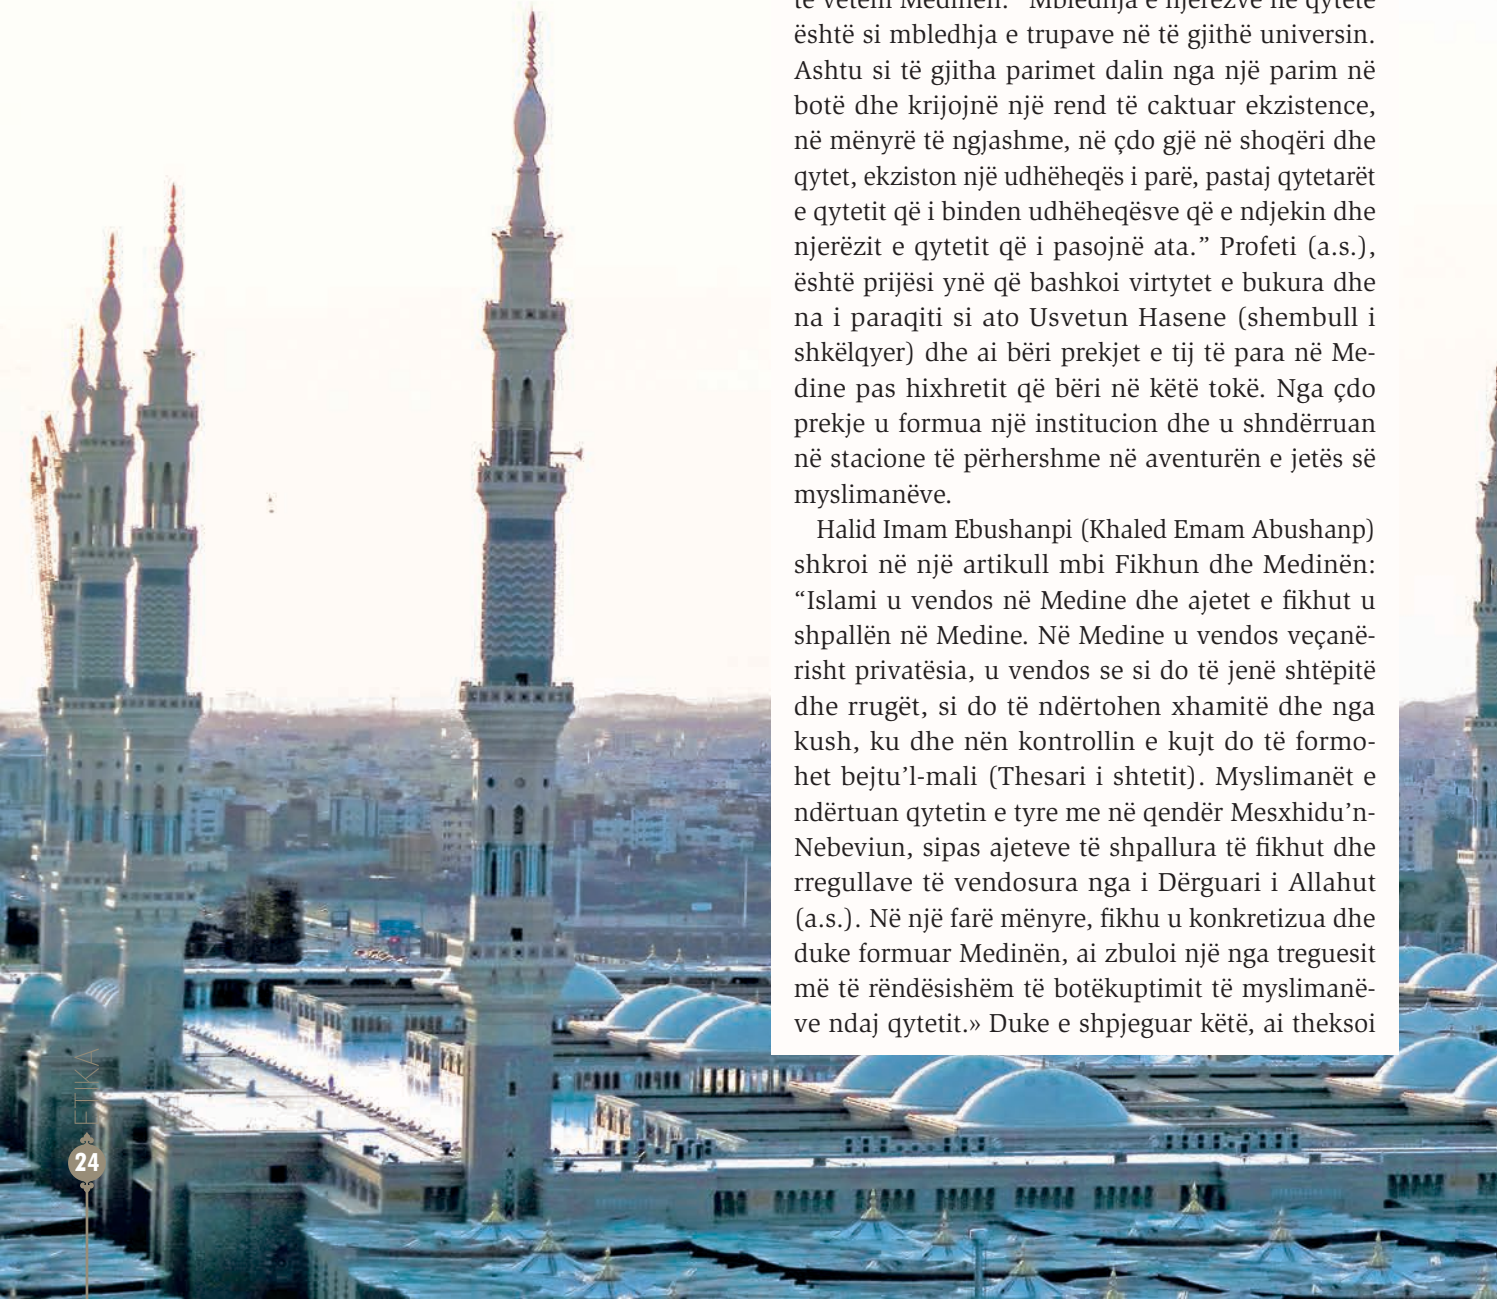 të vetëm Medinën. “Mbledhja e njerëzve në qytete
është si mbledhja e trupave në të gjithë universin.
Ashtu si të gjitha parimet dalin nga një parim në
botë dhe krijojnë një rend të caktuar ekzistence,
në mënyrë të ngjashme, në çdo gjë në shoqëri dhe
qytet, ekziston një udhëheqës i parë, pastaj qytetarët
e qytetit që i binden udhëheqësve që e ndjekin dhe
njerëzit e qytetit që i pasojnë ata.” Profeti (a.s.),
është prijësi ynë që bashkoi virtytet e bukura dhe
na i paraqiti si ato Usvetun Hasene (shembull i
shkëlqyer) dhe ai bëri prekjet e tij të para në Me-
dine pas hixhretit që bëri në këtë tokë. Nga çdo
prekje u formua një institucion dhe u shndërruan
në stacione të përhershme në aventurën e jetës së
myslimanëve.
Halid Imam Ebushanpi (Khaled Emam Abushanp)
shkroi në një artikull mbi Fikhun dhe Medinën:
“Islami u vendos në Medine dhe ajetet e fikhut u
shpallën në Medine. Në Medine u vendos veçanë-
risht privatësia, u vendos se si do të jenë shtëpitë
dhe rrugët, si do të ndërtohen xhamitë dhe nga
kush, ku dhe nën kontrollin e kujt do të formo-
het bejtu’l-mali (Thesari i shtetit). Myslimanët e
ndërtuan qytetin e tyre me në qendër Mesxhidu’n-
Nebeviun, sipas ajeteve të shpallura të fikhut dhe
rregullave të vendosura nga i Dërguari i Allahut
(a.s.). Në një farë mënyre, fikhu u konkretizua dhe
duke formuar Medinën, ai zbuloi një nga treguesit
më të rëndësishëm të botëkuptimit të myslimanë-
ve ndaj qytetit.» Duke e shpjeguar këtë, ai theksoi
ETIKA
24